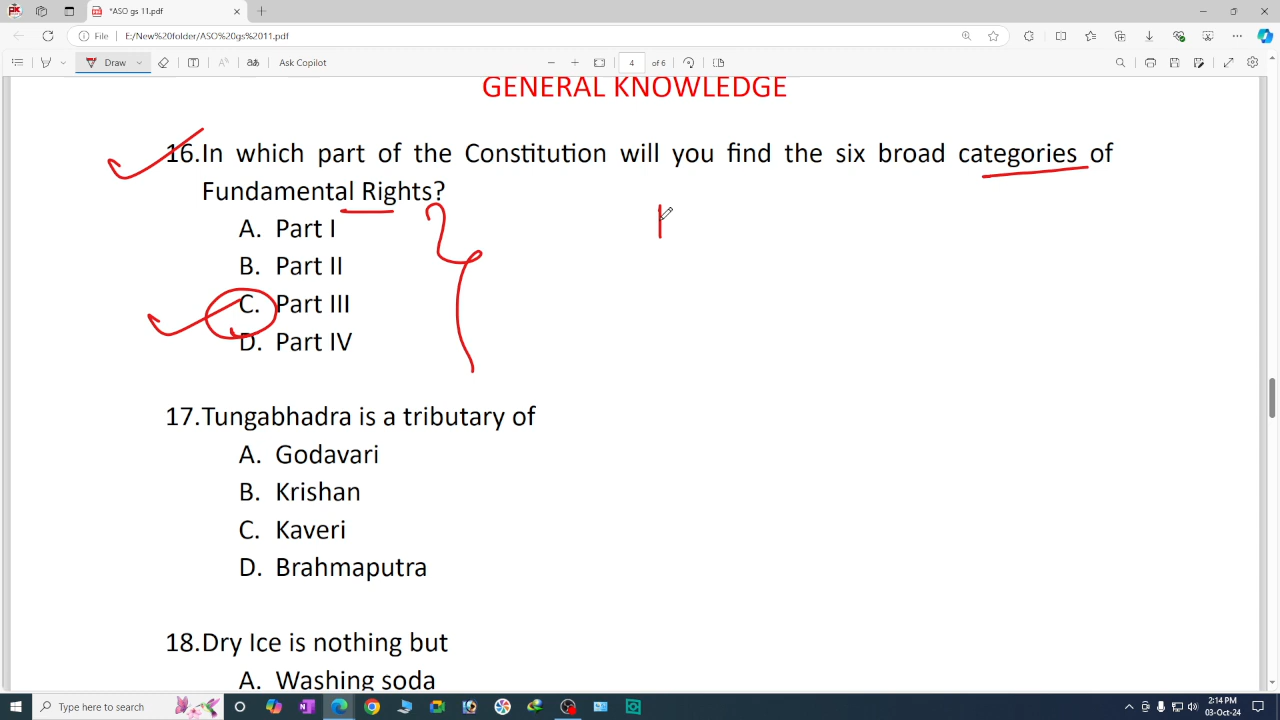 *ASO gs 11.pdf
File
E:/New%20folder/ASO%20gs%2011.pdf
Draw
Ask Copilot
4 of 6
GENERAL KNOWLEDGE
16.In which part of the Constitution will you find the six broad categories of
Fundamental Rights?
A. Part I
B. Part II
C. Part III
D. Part IV
17.Tungabhadra is a tributary of
A. Godavari
B. Krishan
C. Kaveri
D. Brahmaputra
18.Dry Ice is nothing but
A. Washing soda
Type here to search
2:14 PM
03-Oct-24